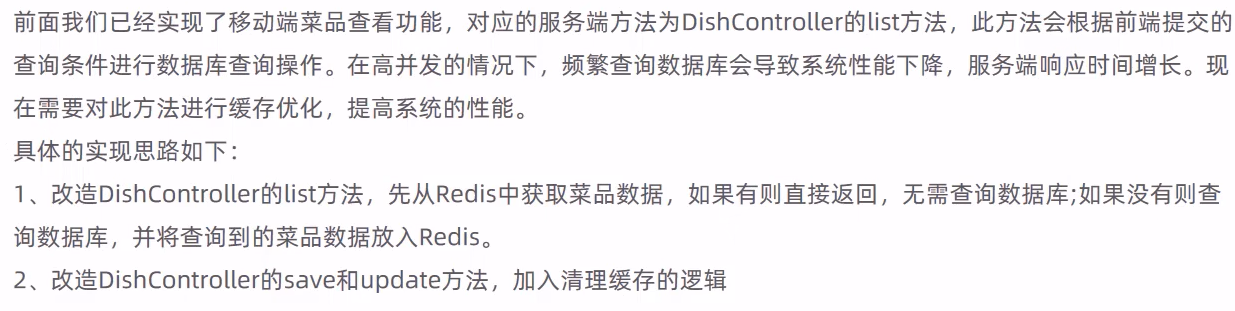 前面我们已经实现了移动端菜品查看功能，对应的服务端方法为DishController的list方法，此方法会根据前端提交的
查询条件进行数据库查询操作。在高并发的情况下，频繁查询数据库会导致系统性能下降，服务端响应时间增长。现
在需要对此方法进行缓存优化，提高系统的性能。
具体的实现思路如下：
1、改造DishController的list方法，先从Redis中获取菜品数据，如果有则直接返回，无需查询数据库;如果没有则查
询数据库，并将查询到的菜品数据放入Redis。
2、改造DishController的save和update方法，加入清理缓存的逻辑